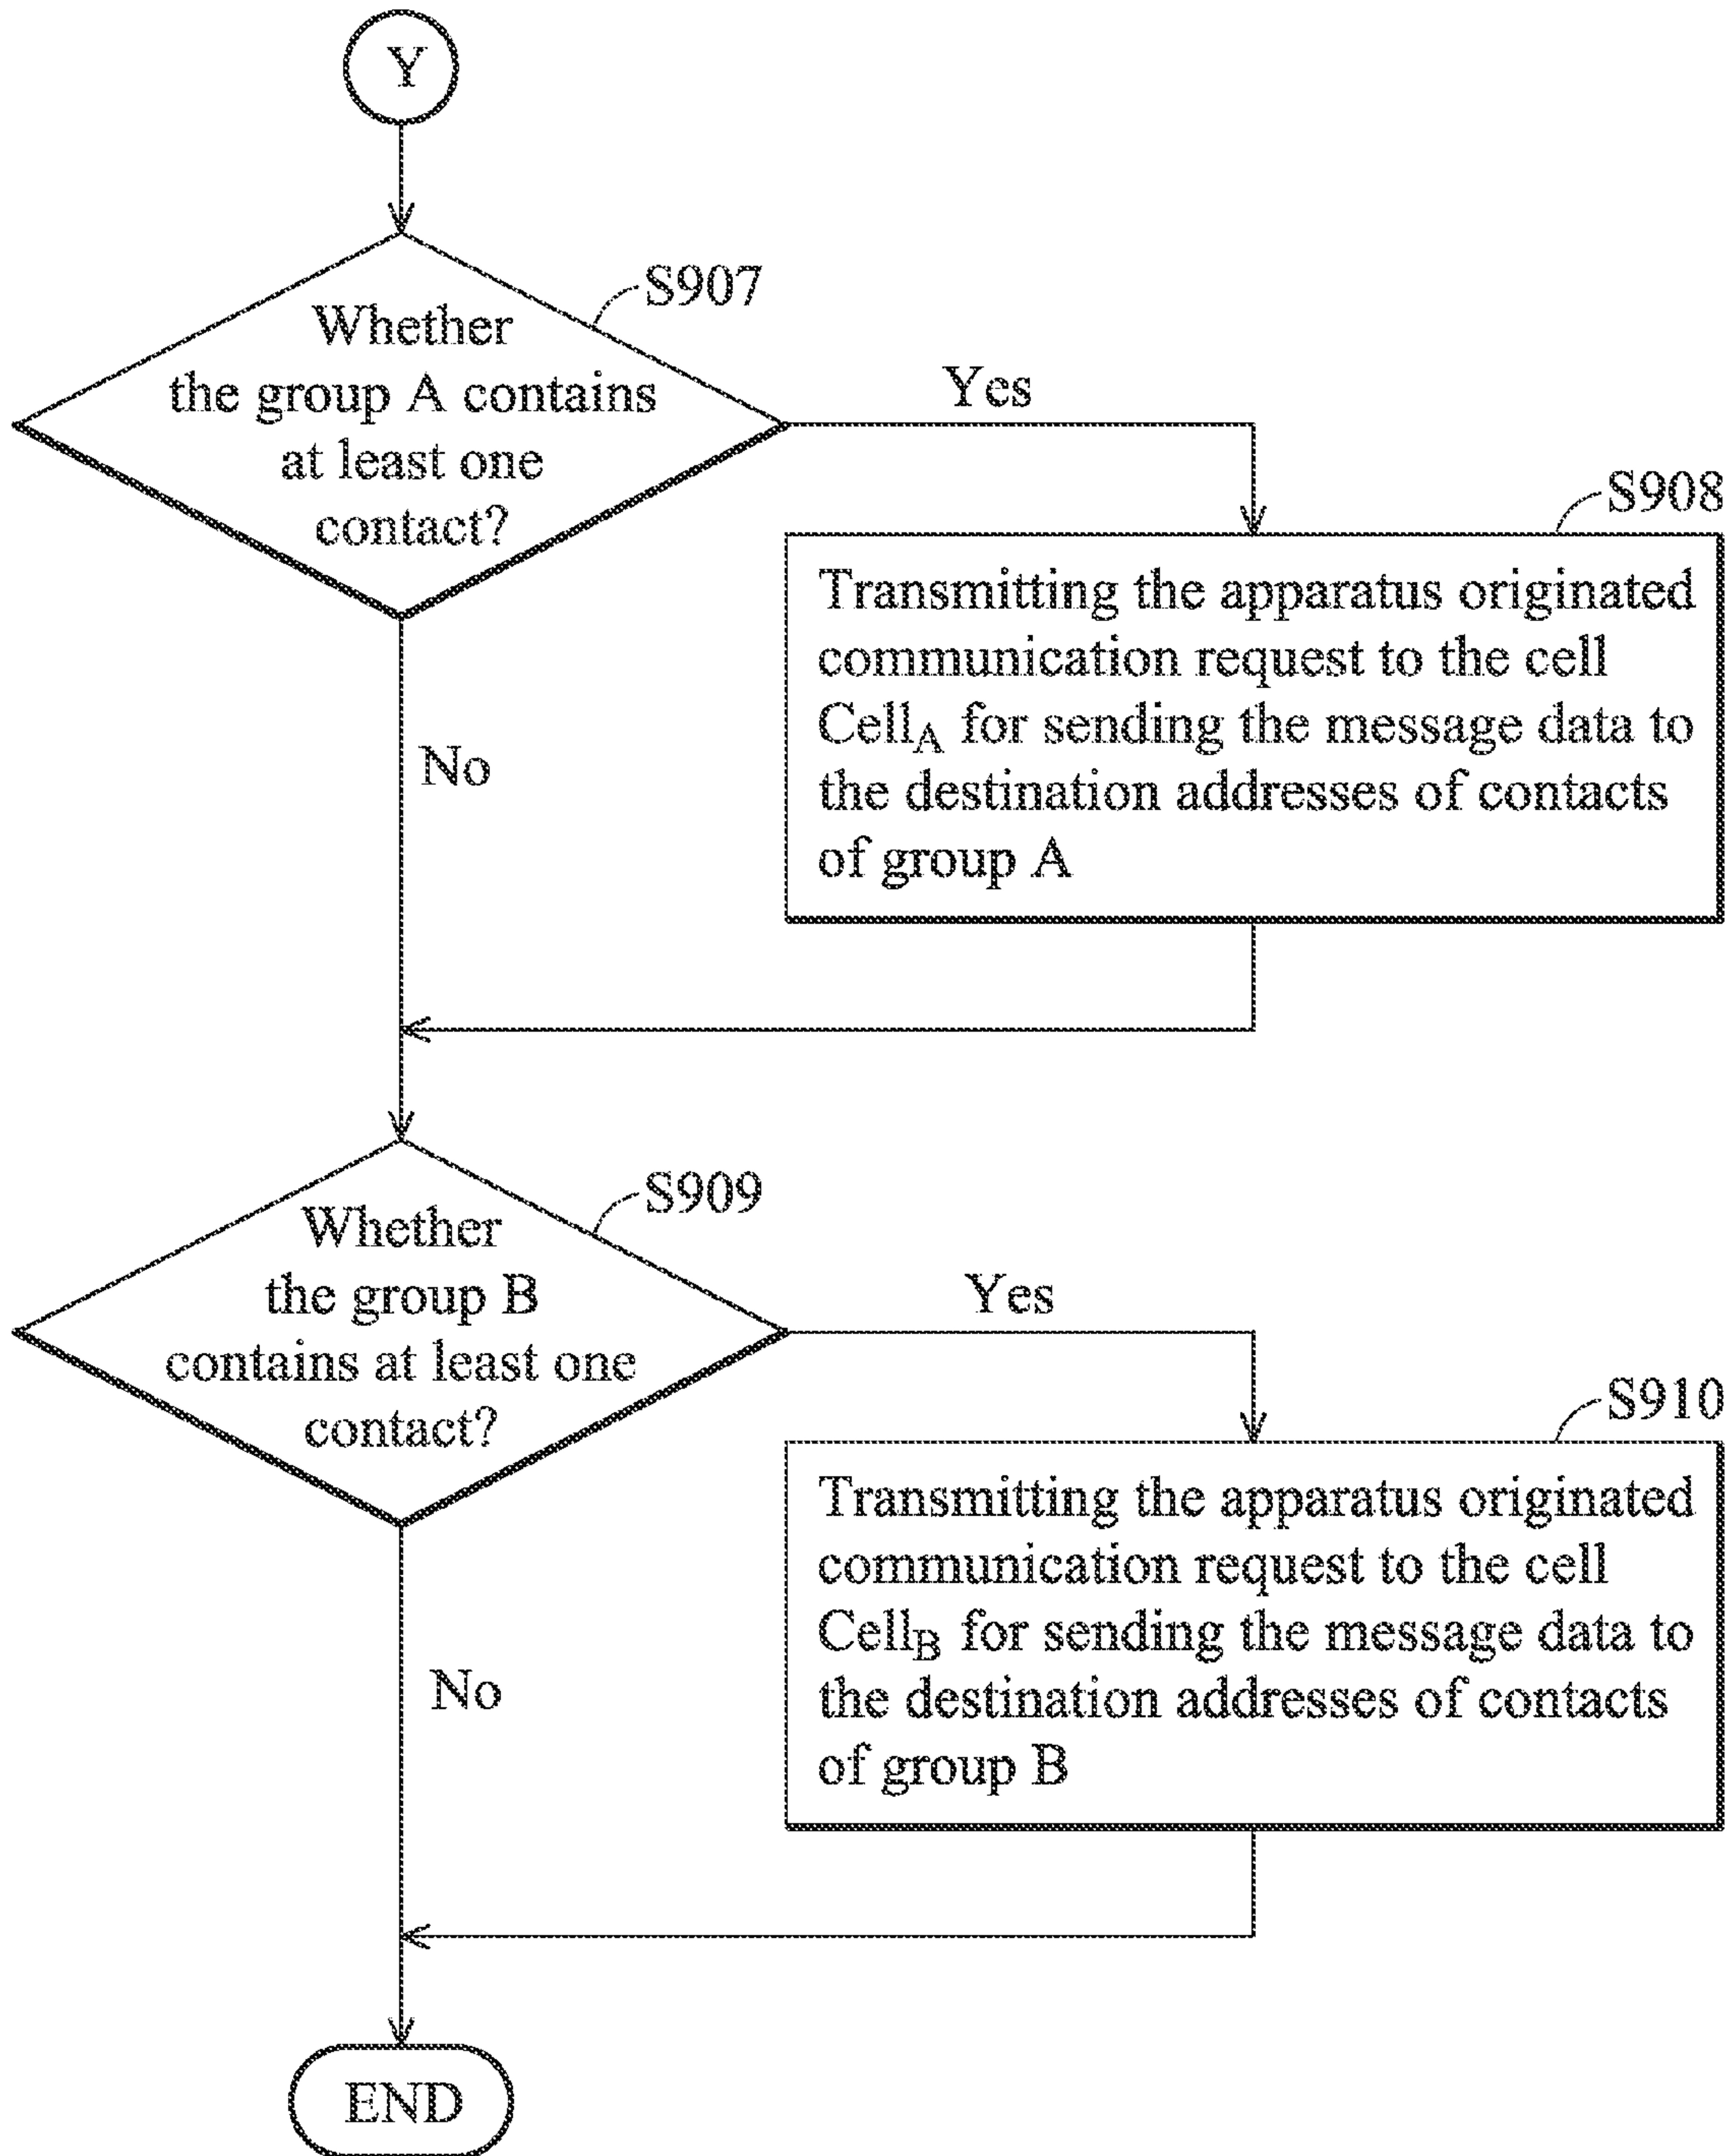 Y
S907
Whether
the group A contains
at least one
contact?
Yes
S908
Transmitting the apparatus originated
communication request to the cell
CellA for sending the message data to
the destination addresses of contacts
of group A
No
S909
Whether
the group B
contains at least one
contact?
Yes
S910
Transmitting the apparatus originated
communication request to the cell
CellB for sending the message data to
the destination addresses of contacts
of group B
No
END